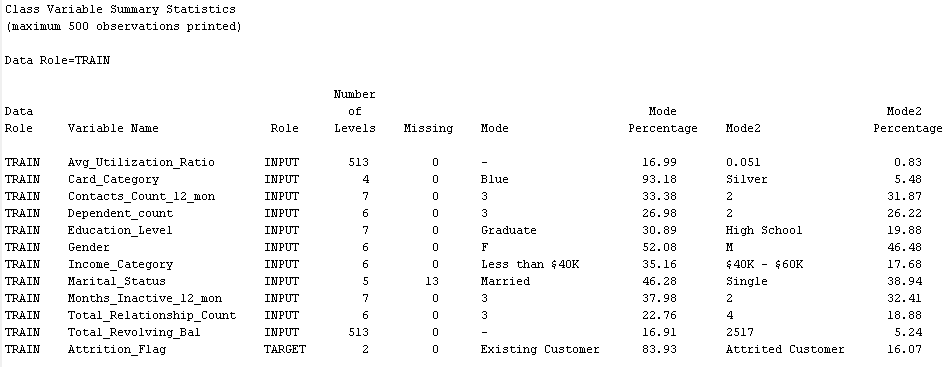 Class Variable Summary Statistics
(maximum 500 observations printed)
Data Role=TRAIN
Number
Data of Mode Mode2
Role Variable Name Role Levels Missing Mode Percentage Mode2 Percentage
TRAIN Avg_Utilization_Ratio INPUT 513 0 - 16.99 0.051 0.83
TRAIN Card_Category INPUT 4 0 Blue 93.18 Silver 5.48
TRAIN Contacts_Count_12_mon INPUT 7 0 3 33.38 2 31.87
TRAIN Dependent_count INPUT 6 0 3 26.98 2 26.22
TRAIN Education_Level INPUT 7 0 Graduate 30.89 High School 19.88
TRAIN Gender INPUT 6 0 F 52.08 M 46.48
TRAIN Income_Category INPUT 6 0 Less than $40K 35.16 $40K - $60K 17.68
TRAIN Marital_Status INPUT 5 13 Married 46.28 Single 38.94
TRAIN Months_Inactive_12_mon INPUT 7 0 3 37.98 2 32.41
TRAIN Total_Relationship_Count INPUT 6 0 3 22.76 4 18.88
TRAIN Total_Revolving_Bal INPUT 513 0 - 16.91 2517 5.24
TRAIN Attrition_Flag TARGET 2 0 Existing Customer 83.93 Attrited Customer 16.07